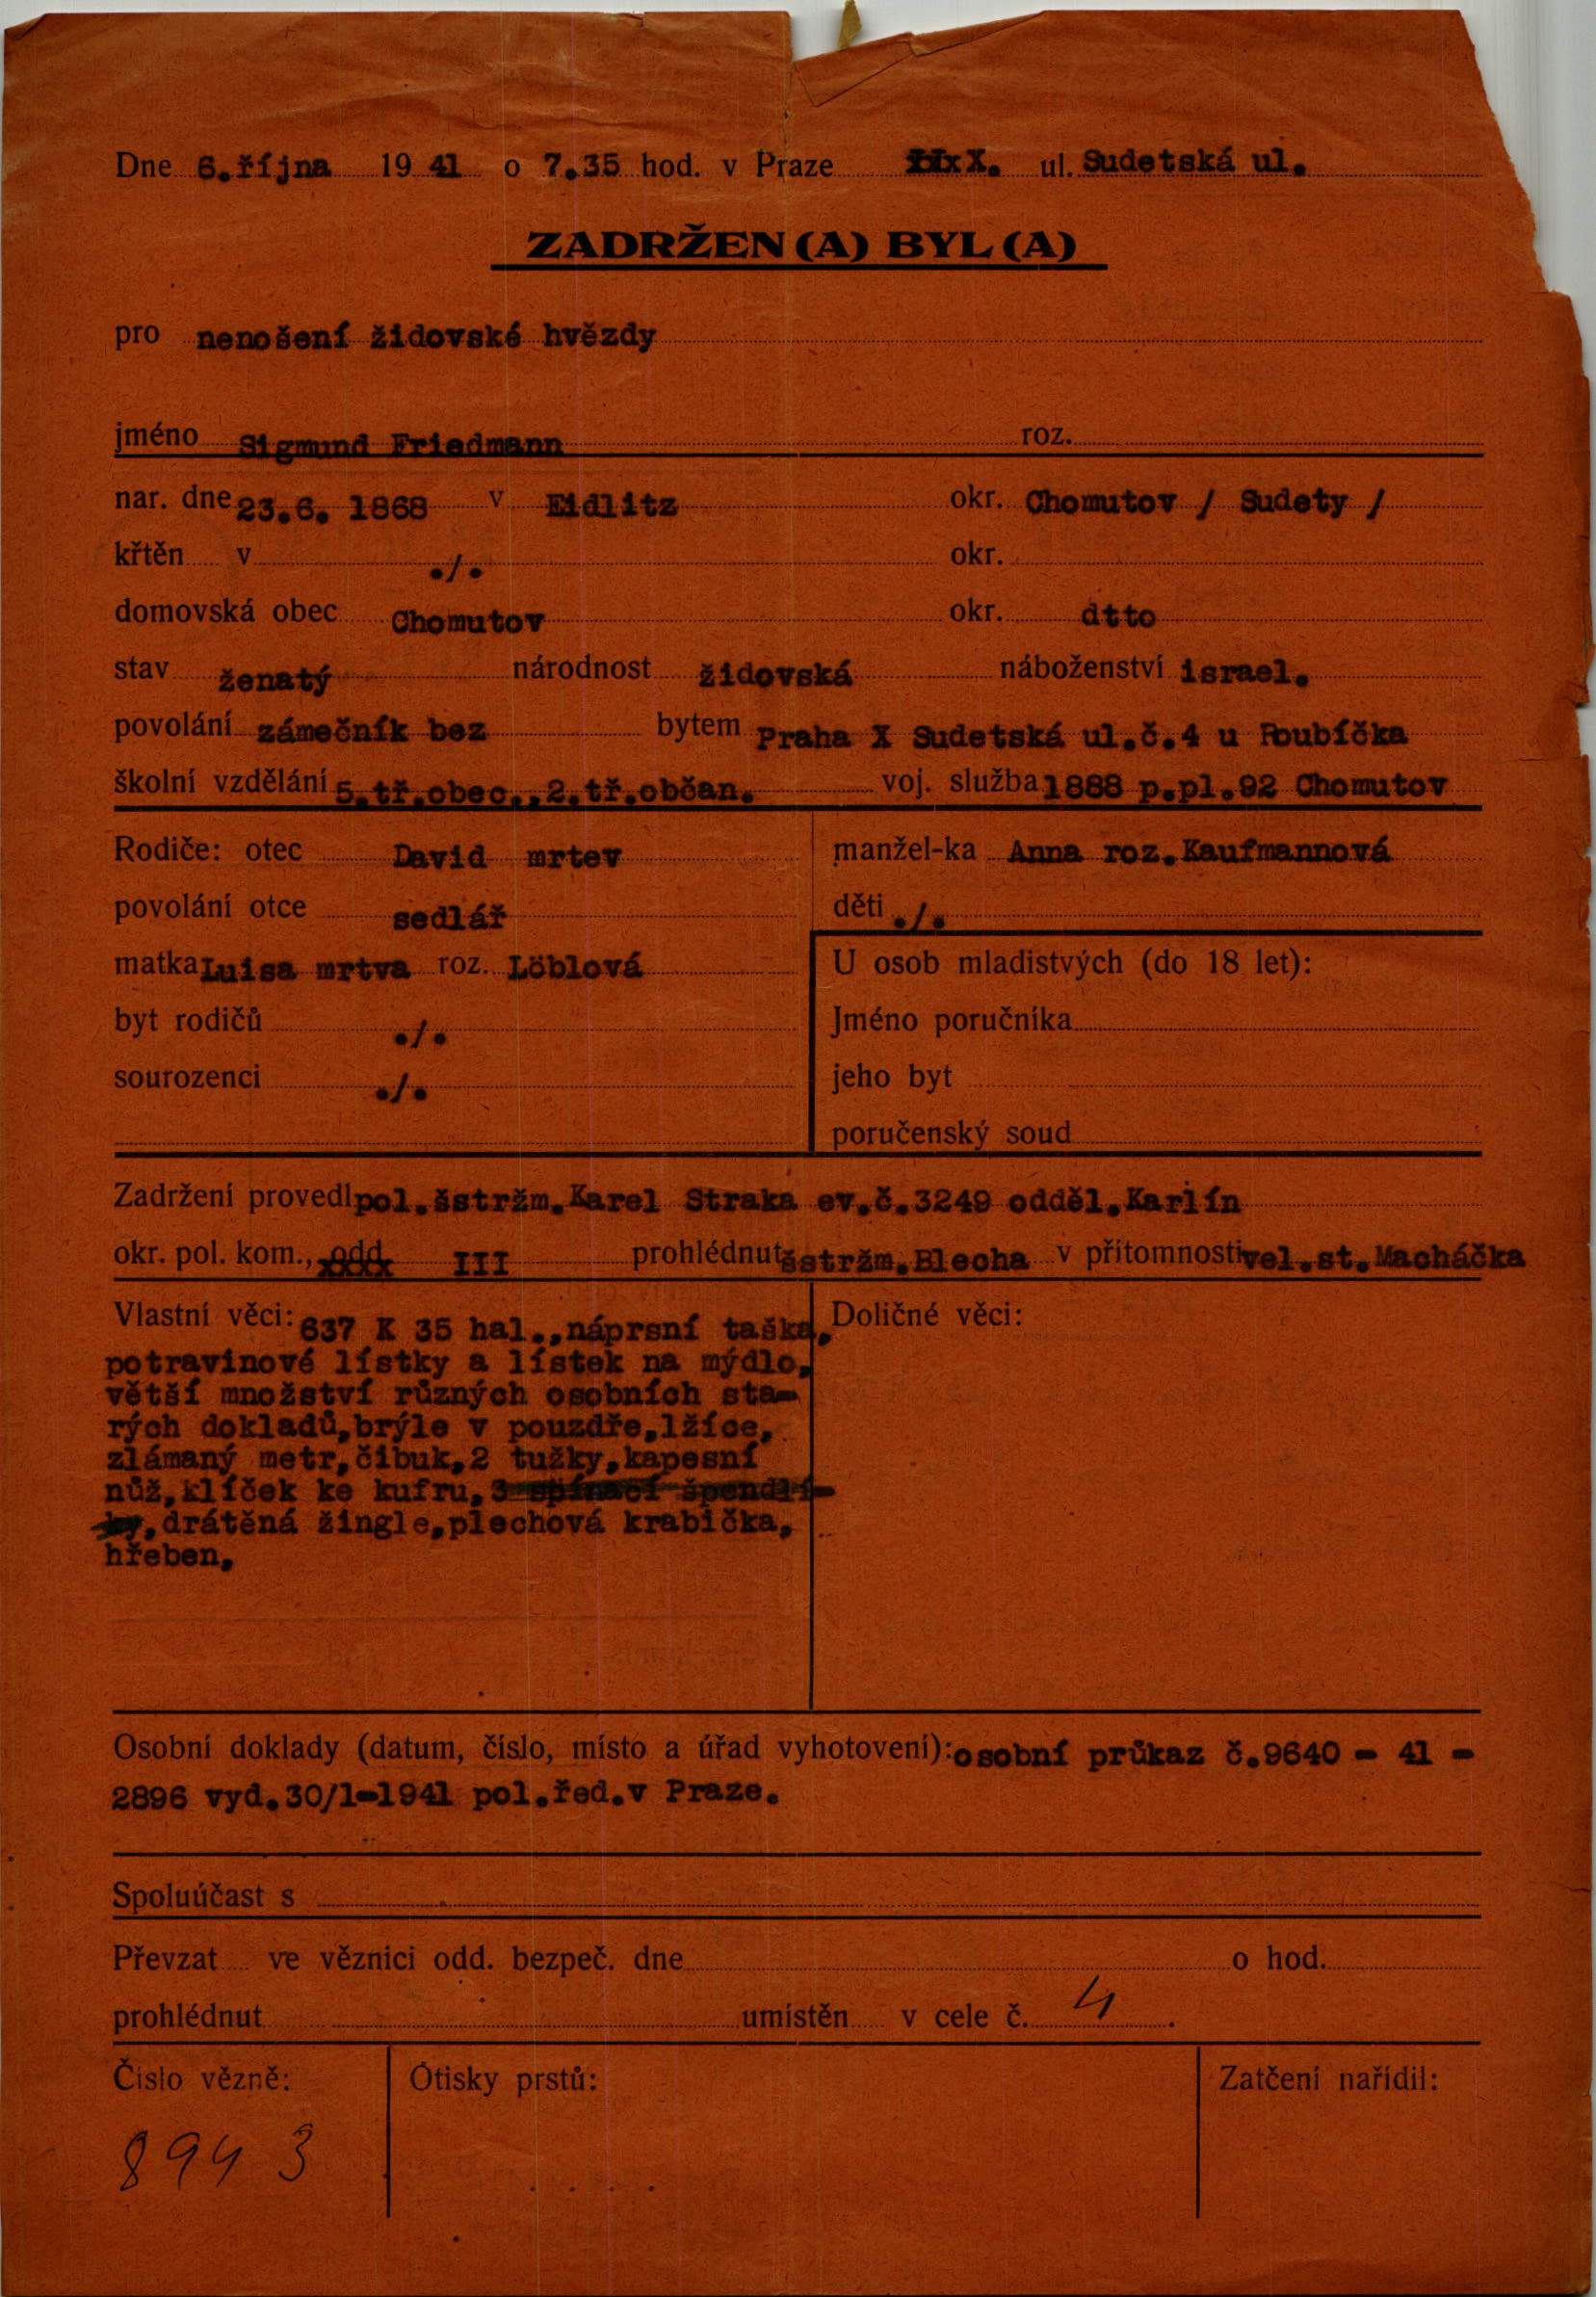 Dne 6.října 19 41 o 7.35 hod. v Praze X. ul. Sudetská ul.
ZADRŽEN(A) BYL(A)
pro nenošení židovské hvězdy
jméno Sigmund Friedmann roz.
nar. dne 23.6. 1868 v Eidlitz okr. Chomutov / Sudety /
křtěn v ./. okr.
domovská obec Chomutov okr. dtto
stav ženatý národnost židovská náboženství israel.
povolání zámečník bez bytem Praha X Sudetská ul.č.4 u Roubíčka
školní vzdělání 5.tř.obec.,2.tř.občan. voj. služba 1888 p.pl.92 Chomutov
Rodiče: otec David mrtev
povolání otce sedlář
matka Luisa mrtva roz. Löblová
byt rodičů ./.
sourozenci ./.
manžel-ka Anna roz.Kaufmannová
děti ./.
U osob mladistvých (do 18 let):
Jméno poručníka
jeho byt
poručenský soud
Zadržení provedl pol.šstržm.Karel Straka ev.č.3249 odděl.Karlín
okr. pol. kom., odd. III prohlédnut šstržm.Blecha v přítomnosti vel.st.Macháčka
Vlastní věci: 637 K 35 hal.,náprsní taška,
potravinové lístky a lístek na mýdlo,
větší množství různých osobních sta-
rých dokladů,brýle v pouzdře,lžíce,
zlámaný metr,čibuk,2 tužky,kapesní
nůž,klíček ke kufru,3 spínací špendlí-
ky,drátěná žingle,plechová krabička,
hřeben,
Doličné věci:
Osobní doklady (datum, číslo, místo a úřad vyhotovení): osobní průkaz č.9640 - 41 -
2896 vyd.30/1-1941 pol.řed.v Praze.
Spoluúčast s
Převzat ve věznici odd. bezpeč. dne o hod.
prohlédnut umístěn v cele č. 4.
Číslo vězně:
8943
Otisky prstů:
Zatčení nařídil: